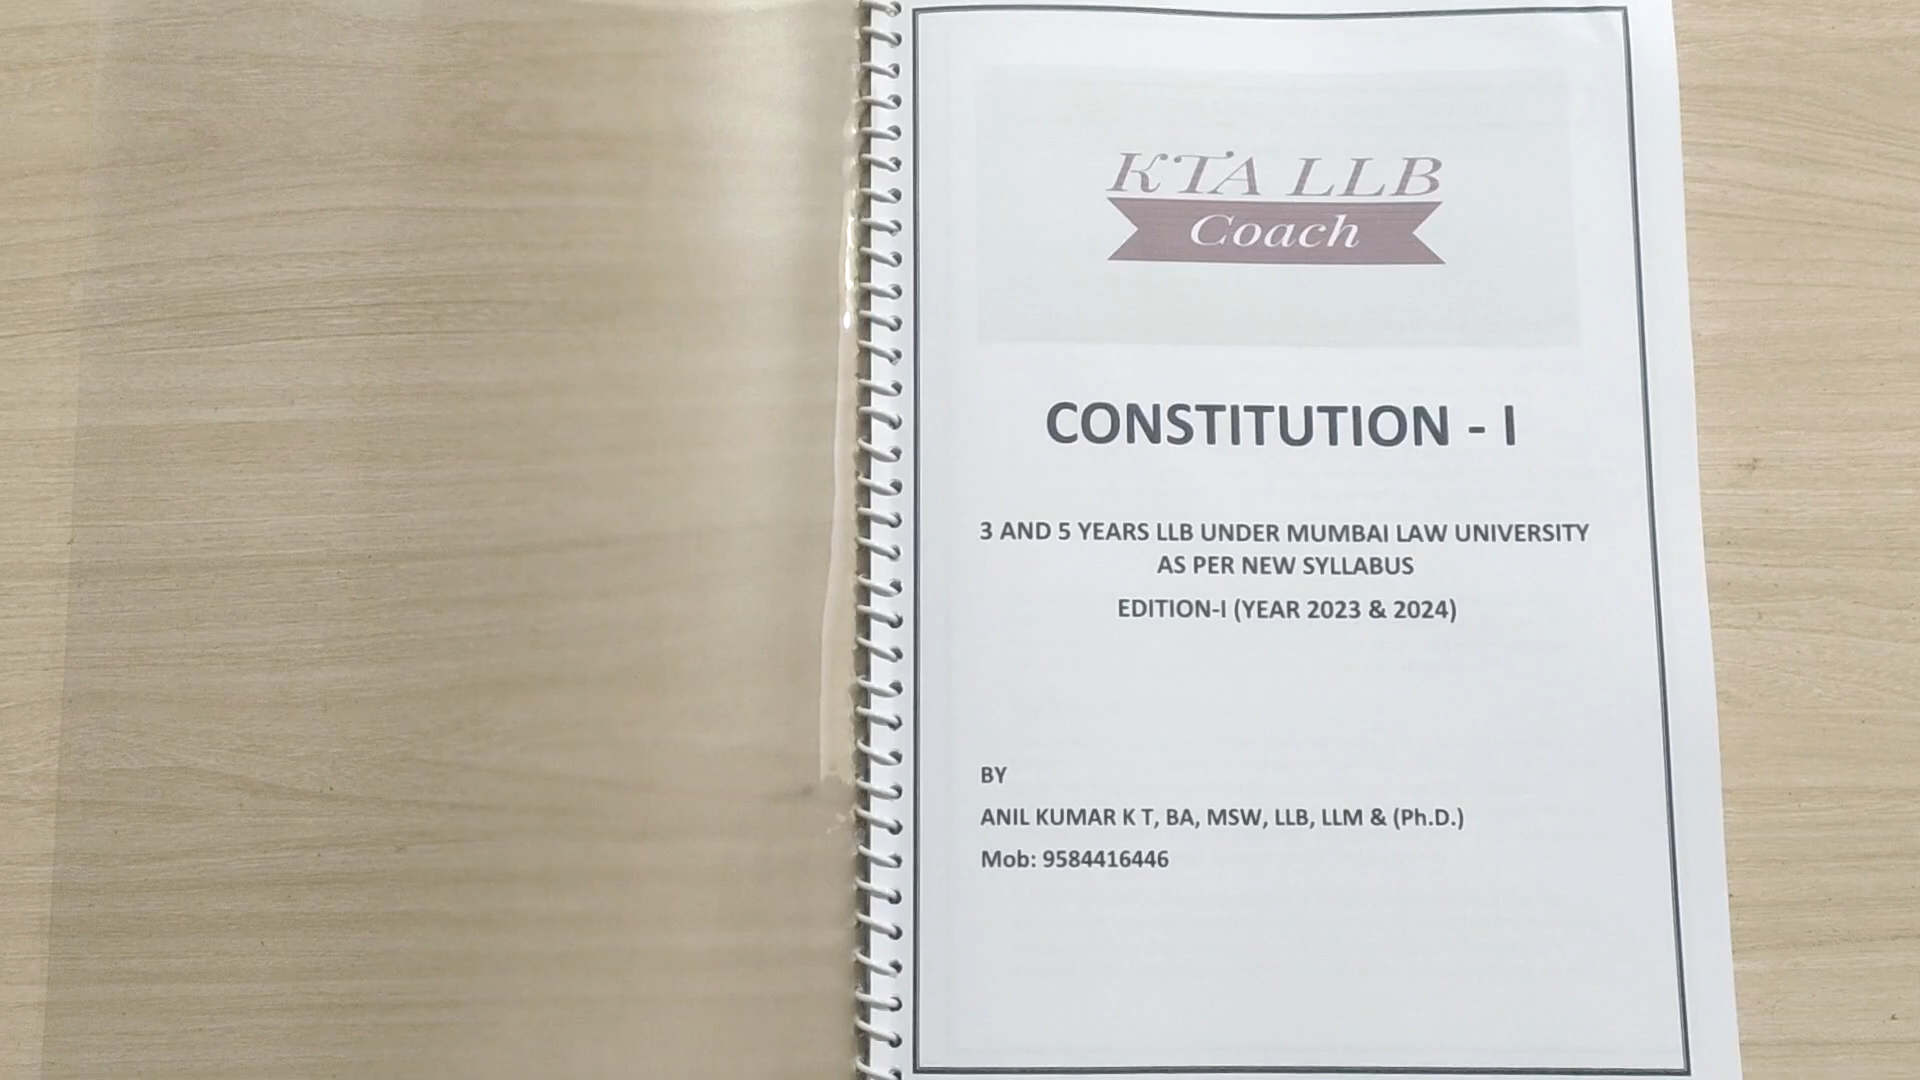 KTA LLB
Coach
CONSTITUTION - I
3 AND 5 YEARS LLB UNDER MUMBAI LAW UNIVERSITY
AS PER NEW SYLLABUS
EDITION-I (YEAR 2023 & 2024)
BY
ANIL KUMAR K T, BA, MSW, LLB, LLM & (Ph.D.)
Mob: 9584416446